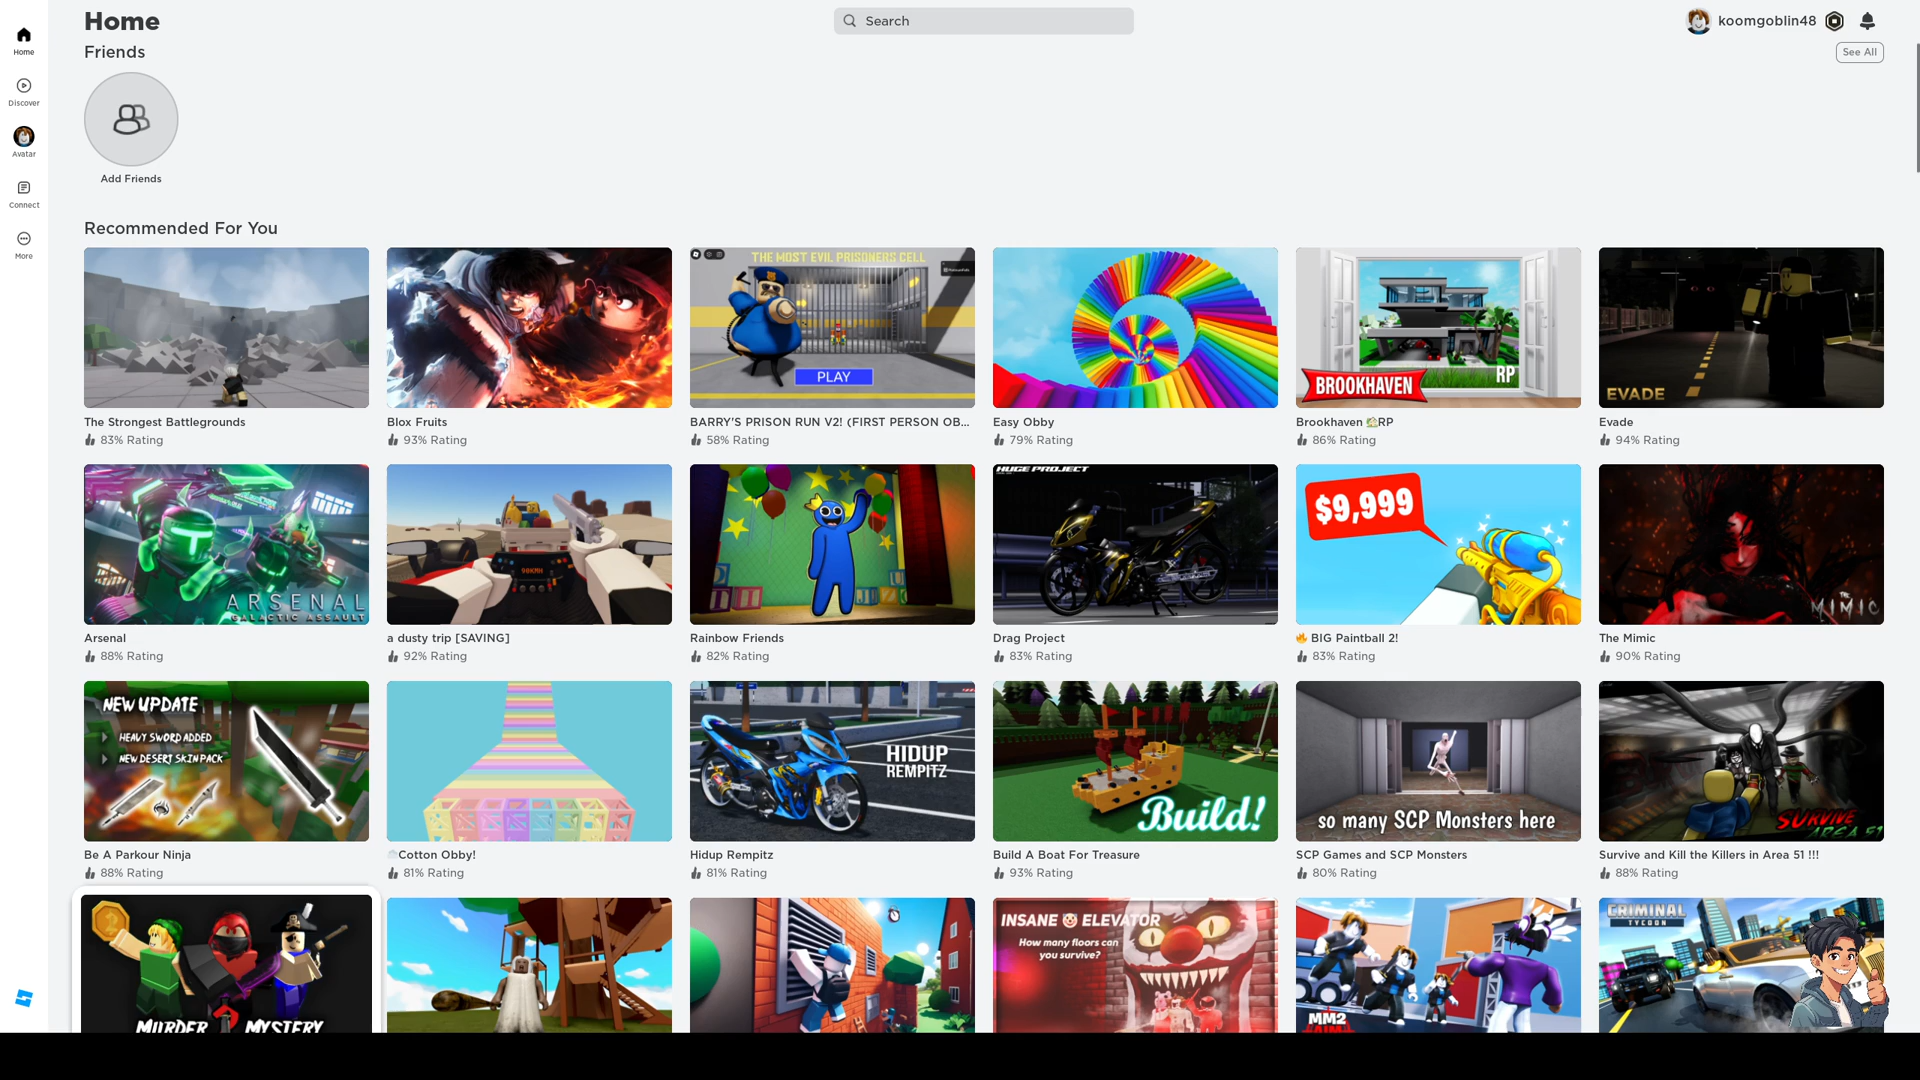 Home
Search
koomgoblin48
Home
Discover
Avatar
Connect
More
Friends
See All
Add Friends
Recommended For You
THE MOST EVIL PRISONERS CELL
PLAY
BROOKHAVEN
RP
EVADE
The Strongest Battlegrounds
83% Rating
Blox Fruits
93% Rating
BARRY'S PRISON RUN V2! (FIRST PERSON OB...
58% Rating
Easy Obby
79% Rating
Brookhaven 🏡RP
86% Rating
Evade
94% Rating
ARSENAL
GALACTIC ASSAULT
90KMH
HUGE PROJECT
$9,999
THE
MIMIC
Arsenal
88% Rating
a dusty trip [SAVING]
92% Rating
Rainbow Friends
82% Rating
Drag Project
83% Rating
🔥 BIG Paintball 2!
83% Rating
The Mimic
90% Rating
NEW UPDATE
HEAVY SWORD ADDED
NEW DESERT SKIN PACK
HIDUP
REMPITZ
Build!
so many SCP Monsters here
SURVIVE
AREA 51
Be A Parkour Ninja
88% Rating
Cotton Obby!
81% Rating
Hidup Rempitz
81% Rating
Build A Boat For Treasure
93% Rating
SCP Games and SCP Monsters
80% Rating
Survive and Kill the Killers in Area 51 !!!
88% Rating
MURDER MYSTERY
INSANE 🤡 ELEVATOR
How many floors can
you survive?
MM2
CRIMINAL
TYCOON